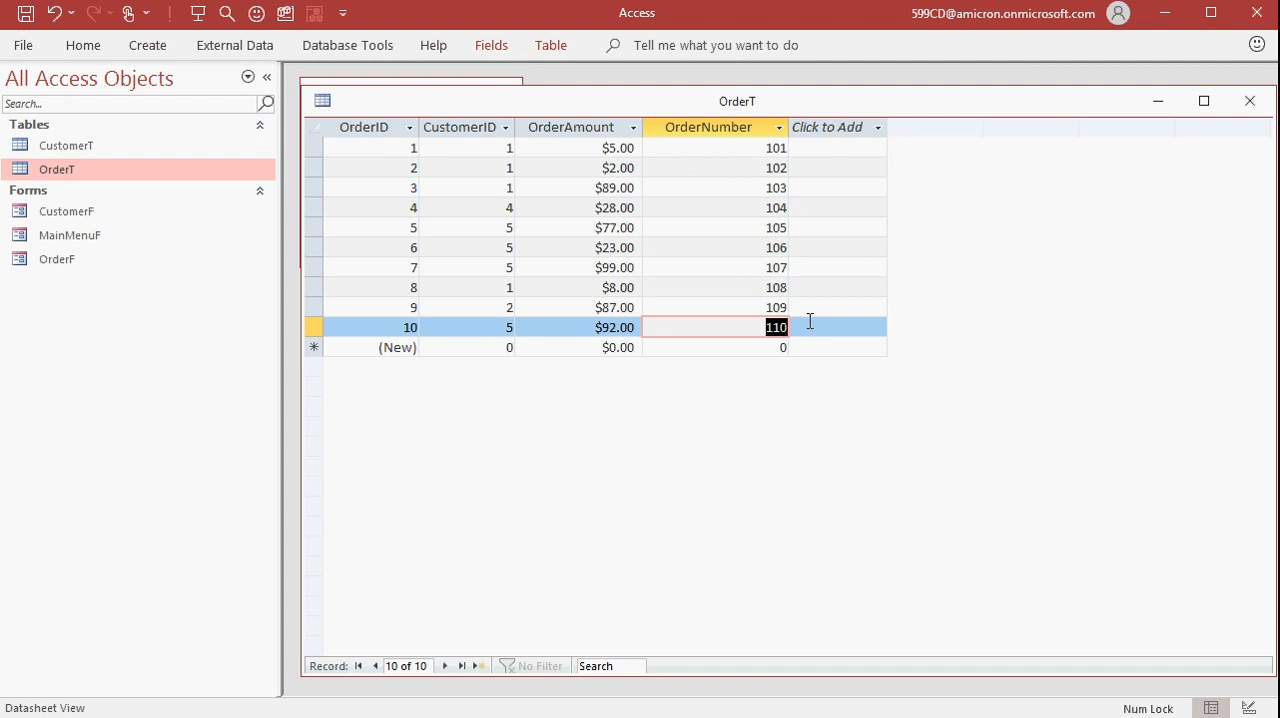 Access
599CD@amicron.onmicrosoft.com
File Home Create External Data Database Tools Help Fields Table Tell me what you want to do
All Access Objects
Search...
Tables
CustomerT
OrderT
Forms
CustomerF
MainMenuF
OrderF
OrderT
OrderID CustomerID OrderAmount OrderNumber Click to Add
1 1 $5.00 101
2 1 $2.00 102
3 1 $89.00 103
4 4 $28.00 104
5 5 $77.00 105
6 5 $23.00 106
7 5 $99.00 107
8 1 $8.00 108
9 2 $87.00 109
10 5 $92.00 110
(New) 0 $0.00 0
Record: 10 of 10 No Filter Search
Datasheet View Num Lock